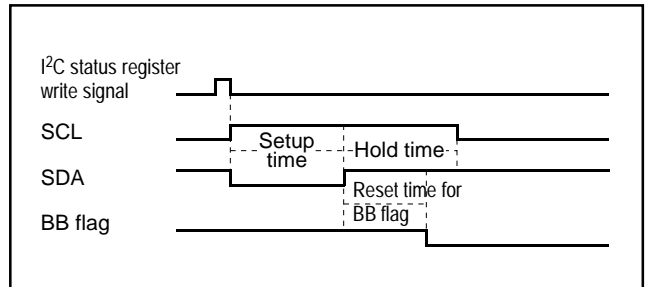 I²C status register
write signal
SCL
Setup
time
Hold time
SDA
Reset time for
BB flag
BB flag